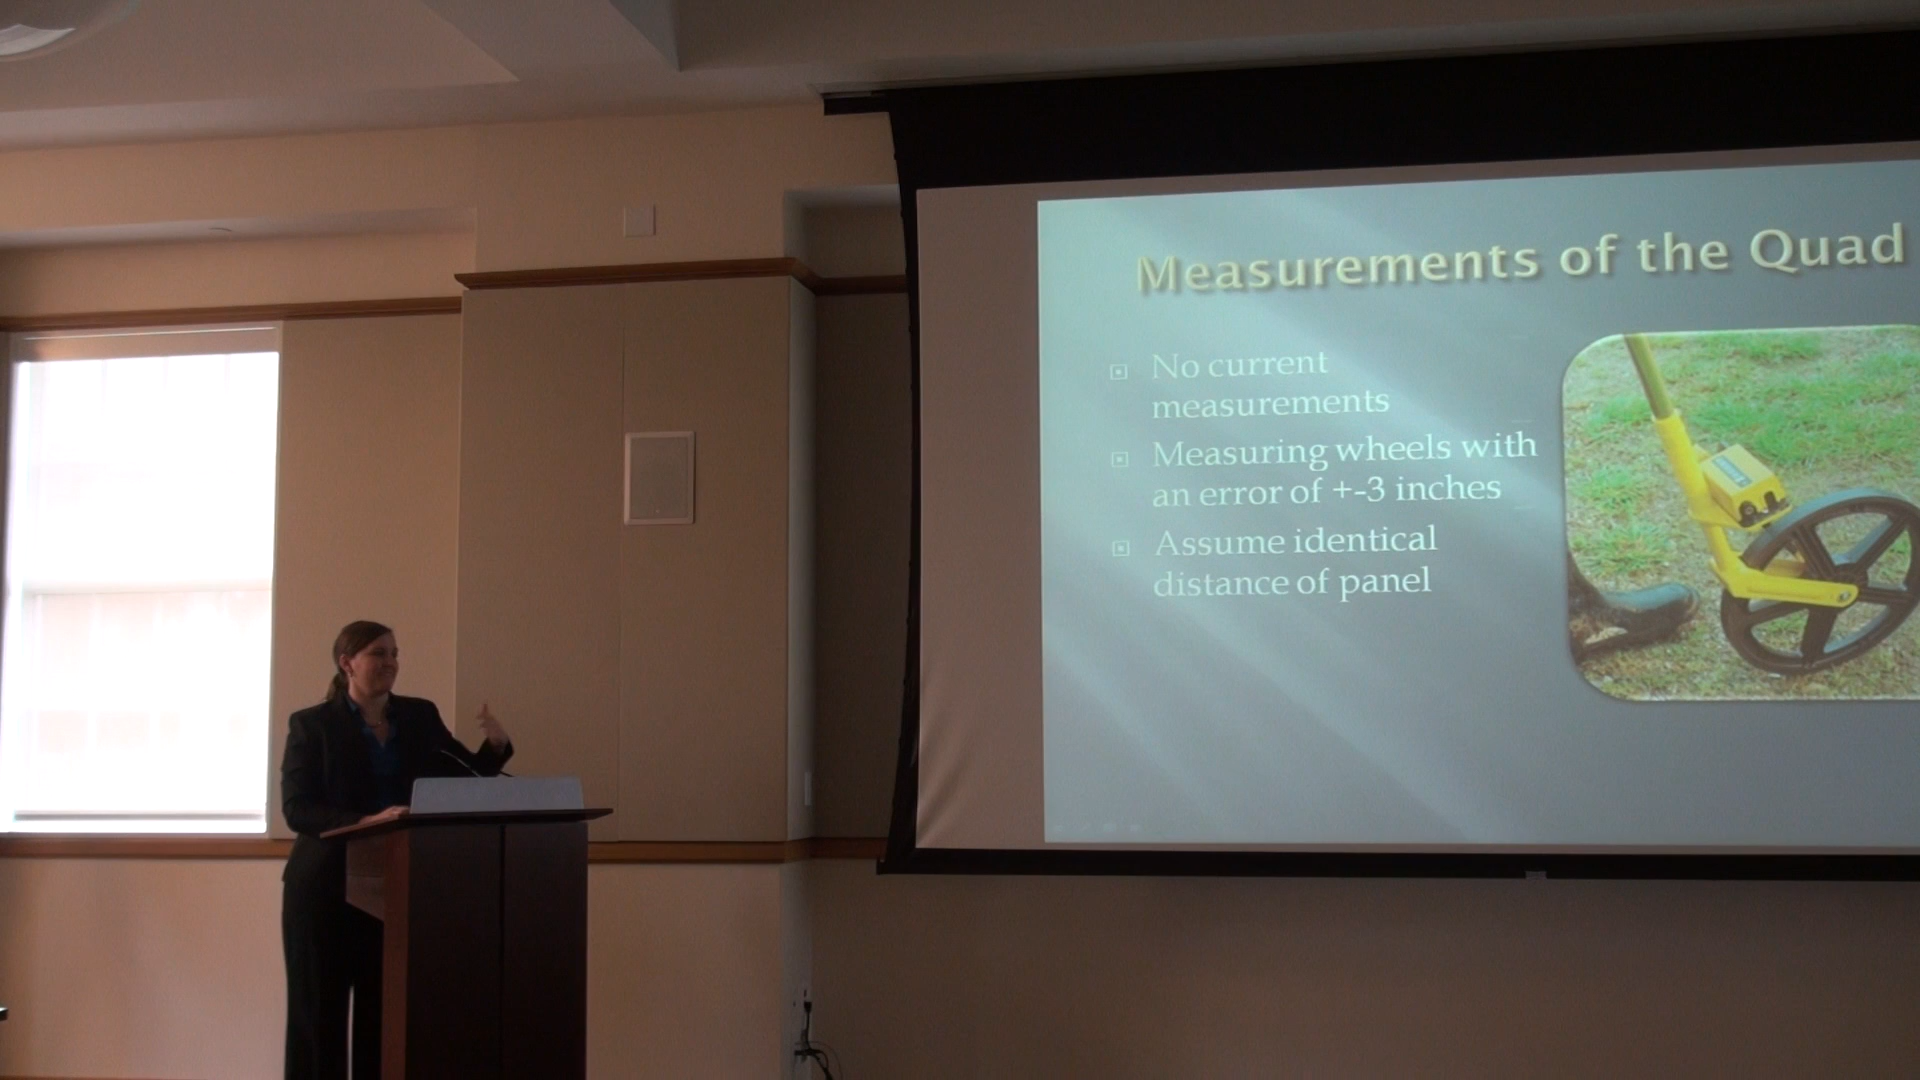 Measurements of the Quad
No current
measurements
Measuring wheels with
an error of +-3 inches
Assume identical
distance of panel